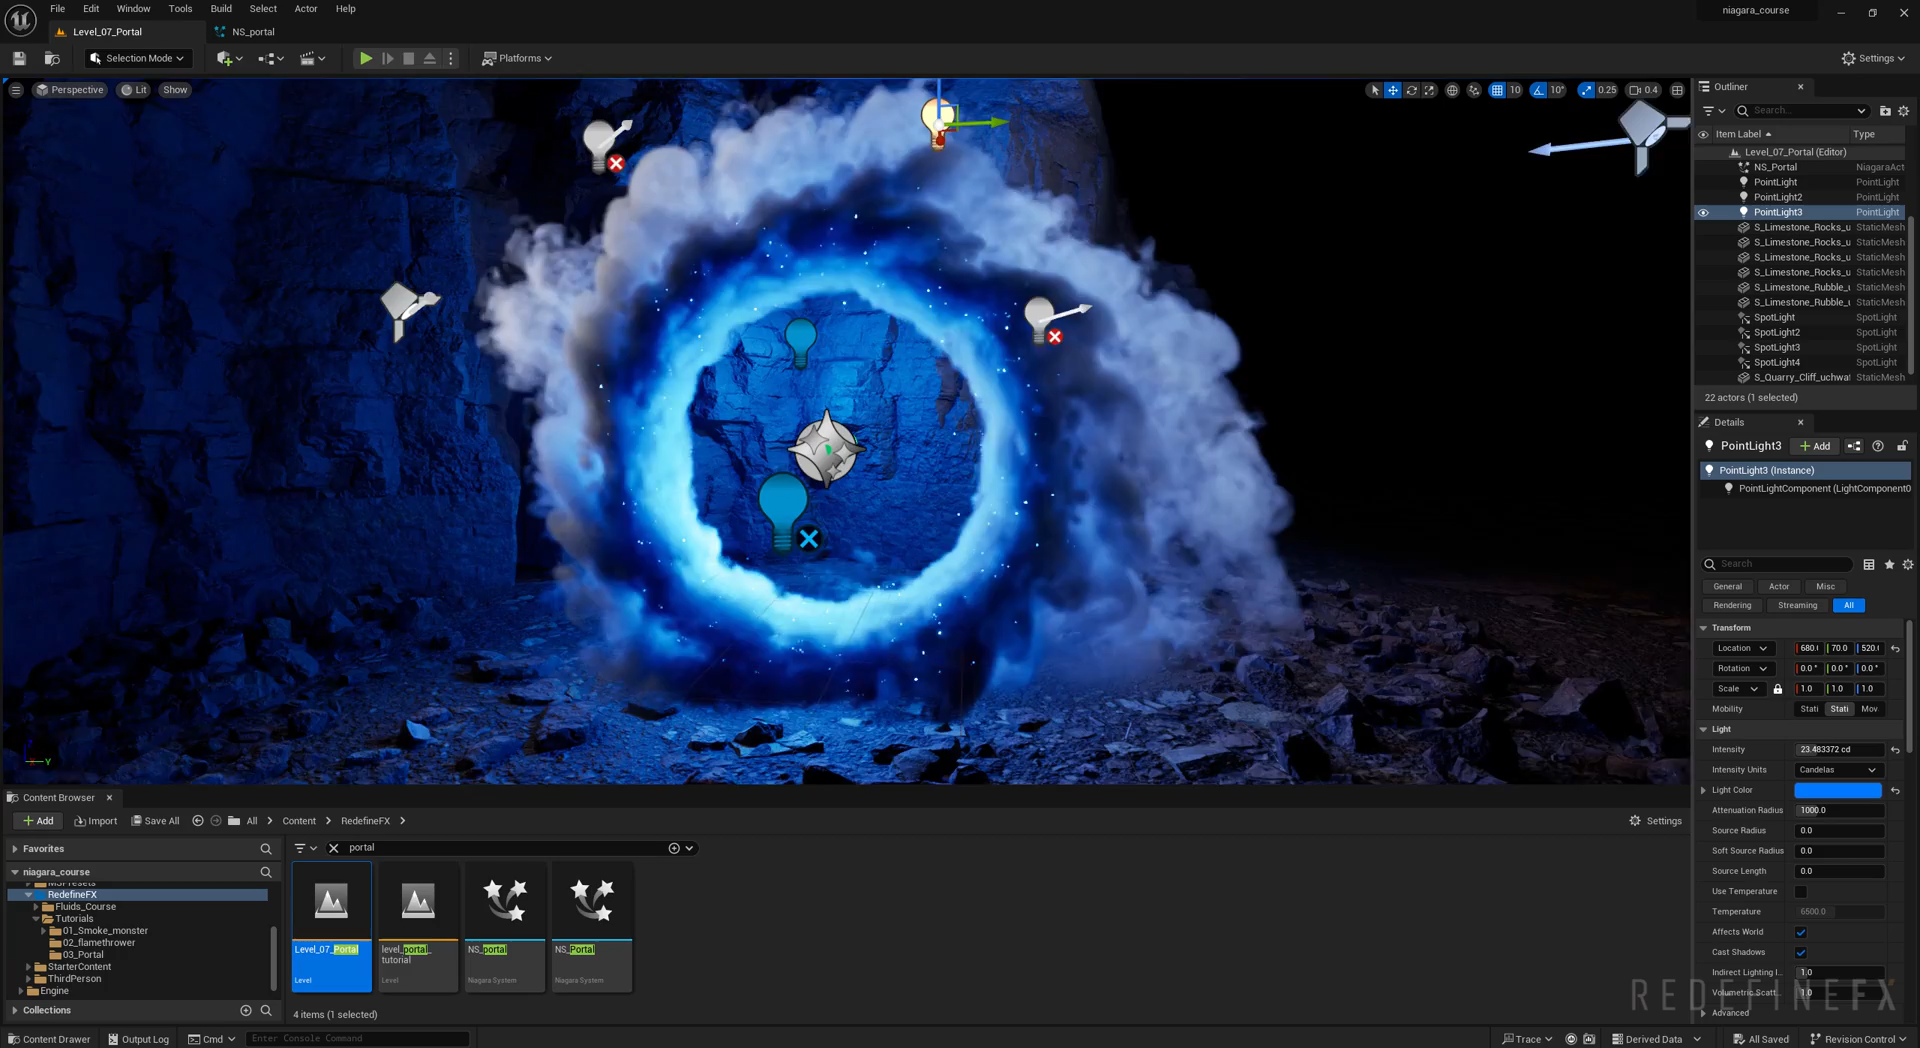 File Edit Window Tools Build Select Actor Help
niagara_course
Level_07_Portal
NS_portal
Selection Mode
Platforms
Settings
Perspective Lit Show
10 10° 0.25 0.4
Outliner
Search...
Item Label Type
Level_07_Portal (Editor)
NS_Portal NiagaraAct
PointLight PointLight
PointLight2 PointLight
PointLight3 PointLight
S_Limestone_Rocks_u StaticMesh
S_Limestone_Rocks_u StaticMesh
S_Limestone_Rocks_u StaticMesh
S_Limestone_Rocks_u StaticMesh
S_Limestone_Rubble_u StaticMesh
S_Limestone_Rubble_u StaticMesh
SpotLight SpotLight
SpotLight2 SpotLight
SpotLight3 SpotLight
SpotLight4 SpotLight
S_Quarry_Cliff_uchwa StaticMesh
22 actors (1 selected)
Details
PointLight3 Add
PointLight3 (Instance)
PointLightComponent (LightComponent0
Search
General Actor Misc
Rendering Streaming All
Transform
Location 680.( 70.0 520.(
Rotation 0.0 ° 0.0 ° 0.0 °
Scale 1.0 1.0 1.0
Mobility Stati Stati Mov
Light
Intensity 23.483372 cd
Intensity Units Candelas
Light Color
Attenuation Radius 1000.0
Source Radius 0.0
Soft Source Radius 0.0
Source Length 0.0
Use Temperature
Temperature 6500.0
Affects World
Cast Shadows
Indirect Lighting I... 1.0
Volumetric Scatt... 1.0
Advanced
REDEFINEFX
Y
Content Browser
Add Import Save All All Content RedefineFX
Settings
Favorites
portal
niagara_course
MSPresets
RedefineFX
Fluids_Course
Tutorials
01_Smoke_monster
02_flamethrower
03_Portal
StarterContent
ThirdPerson
Engine
Collections
Level_07_Portal
Level
level_portal_
tutorial
Level
NS_portal
Niagara System
NS_Portal
Niagara System
4 items (1 selected)
Content Drawer Output Log Cmd Enter Console Command
Trace Derived Data All Saved Revision Control